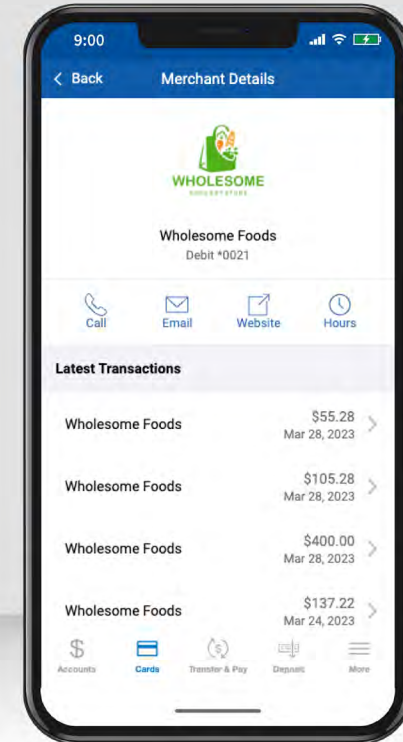 9:00
Back Merchant Details
WHOLESOME
Wholesome Foods
Debit *0021
Call Email Website Hours
Latest Transactions
Wholesome Foods $55.28
Mar 28, 2023
Wholesome Foods $105.28
Mar 28, 2023
Wholesome Foods $400.00
Mar 28, 2023
Wholesome Foods $137.22
Mar 24, 2023
Accounts Cards Transfer & Pay Deposit More